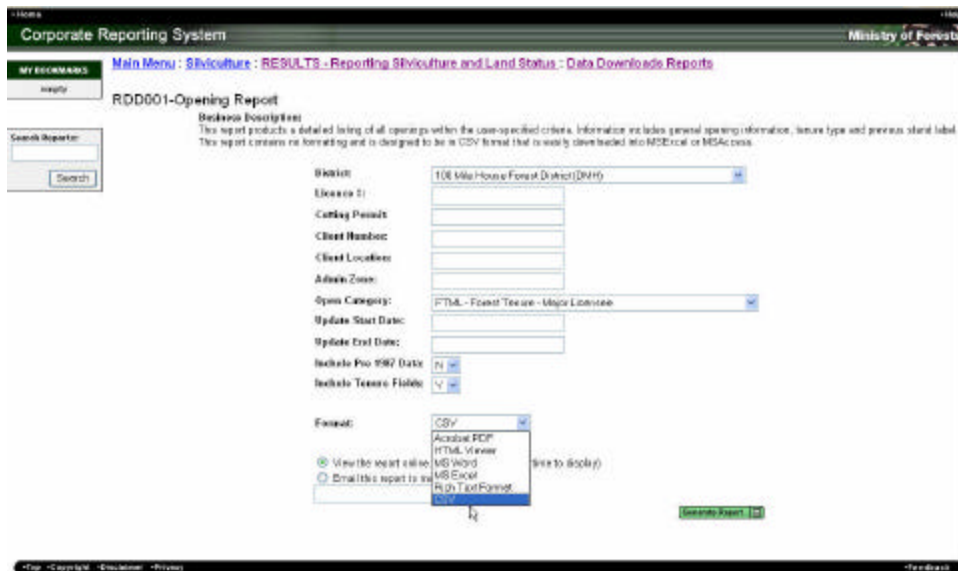 Home
Corporate Reporting System
Ministry of Forests
MY BOOKMARKS
empty
Main Menu : Silviculture : RESULTS - Reporting Silviculture and Land Status : Data Downloads Reports
RDD001-Opening Report
Business Description:
This report products a detailed listing of all openings within the user-specified criteria. Information includes general opening information, tenure type and previous stand label
This report contains no formatting and is designed to be in CSV format that is easily downloaded into MSExcel or MSAccess.
Search Reports:
Search
District: 100 Mile House Forest District (DMH)
Licence #:
Cutting Permit:
Client Number:
Client Location:
Admin Zone:
Open Category: FTML - Forest Tenure - Major Licensee
Update Start Date:
Update End Date:
Include Pre 1987 Data: N
Include Tenure Fields: Y
Format: CSV
Acrobat PDF
HTML Viewer
MS Word
MS Excel
Rich Text Format
CSV
View the report online time to display)
Email this report to me
Generate Report
Top Copyright Disclaimer Privacy
Feedback